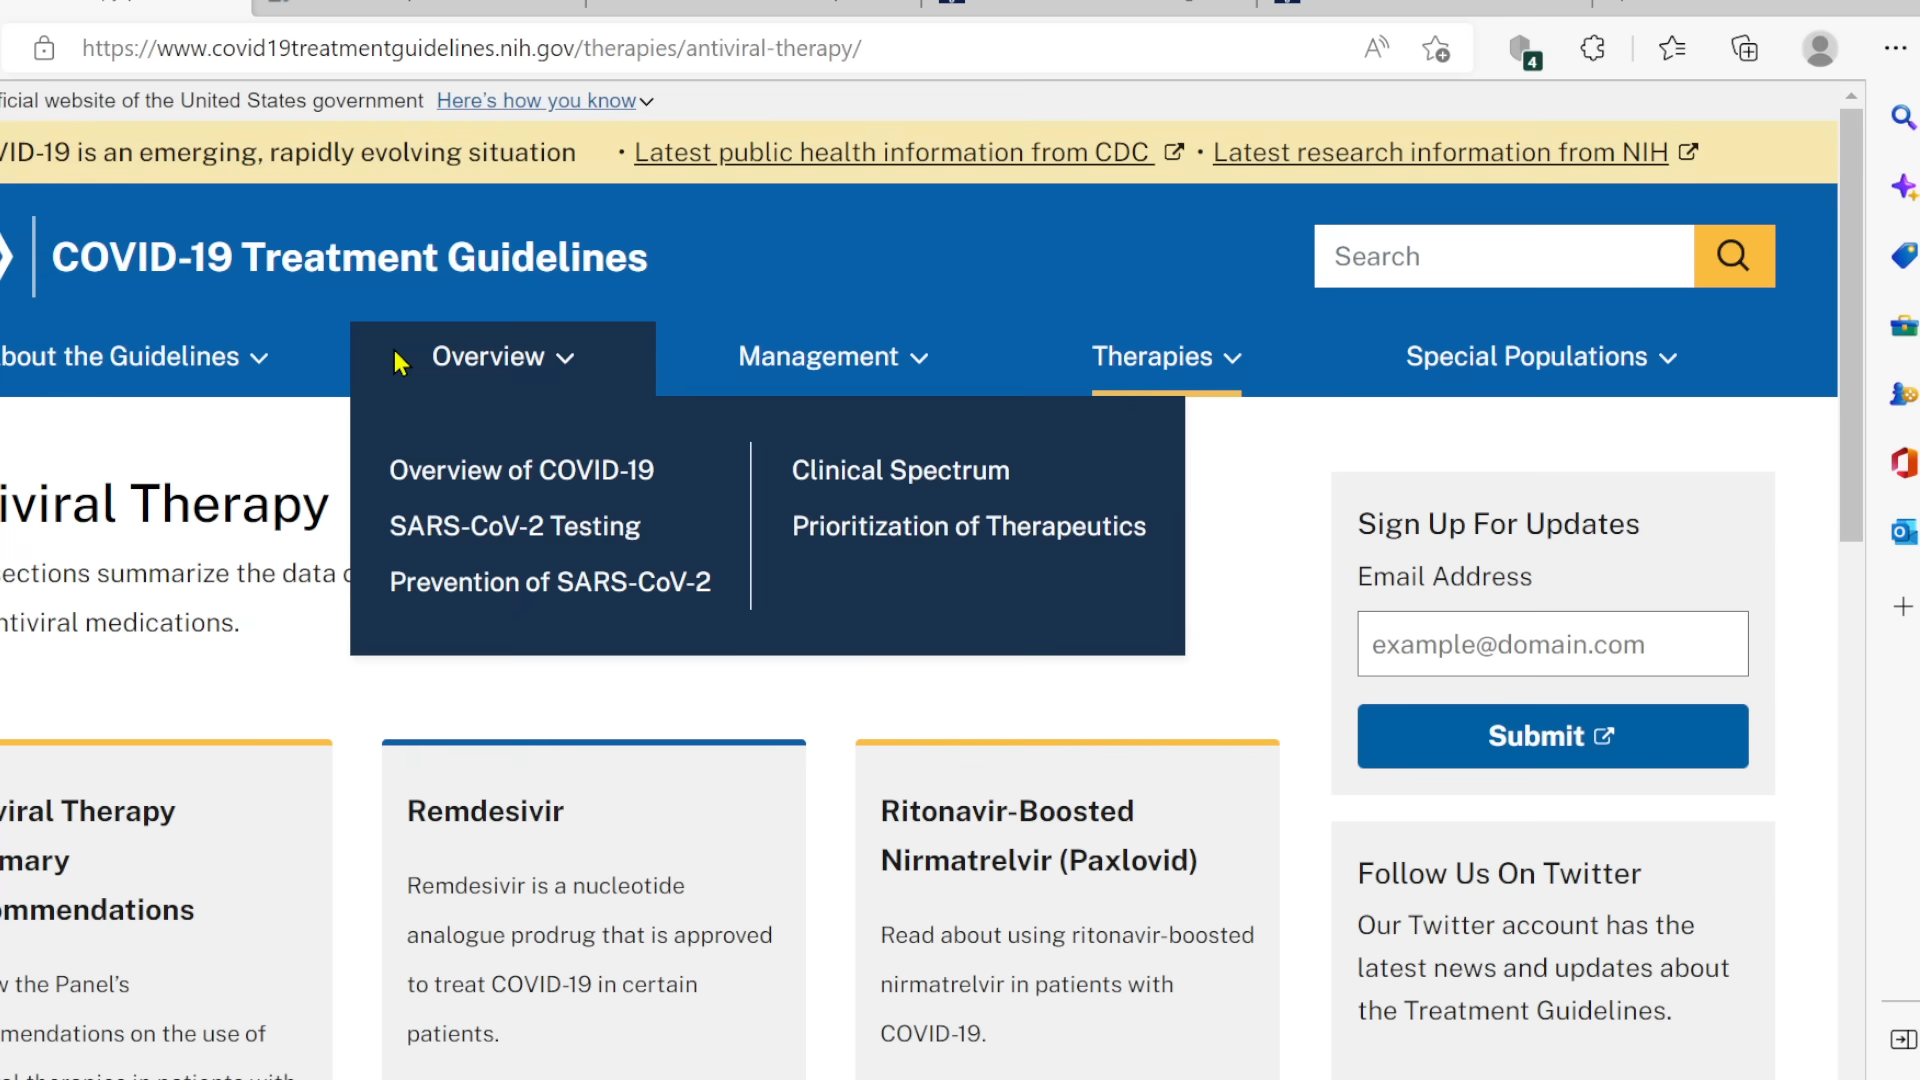 https://www.covid19treatmentguidelines.nih.gov/therapies/antiviral-therapy/
4
ficial website of the United States government Here's how you know
VID-19 is an emerging, rapidly evolving situation • Latest public health information from CDC • Latest research information from NIH
COVID-19 Treatment Guidelines
Search
bout the Guidelines
Overview
Management
Therapies
Special Populations
Overview of COVID-19
SARS-CoV-2 Testing
Prevention of SARS-CoV-2
Clinical Spectrum
Prioritization of Therapeutics
iviral Therapy
sections summarize the data
ntiviral medications.
Sign Up For Updates
Email Address
example@domain.com
Submit
viral Therapy
mary
ommendations
w the Panel's
mendations on the use of
Remdesivir
Remdesivir is a nucleotide
analogue prodrug that is approved
to treat COVID-19 in certain
patients.
Ritonavir-Boosted
Nirmatrelvir (Paxlovid)
Read about using ritonavir-boosted
nirmatrelvir in patients with
COVID-19.
Follow Us On Twitter
Our Twitter account has the
latest news and updates about
the Treatment Guidelines.